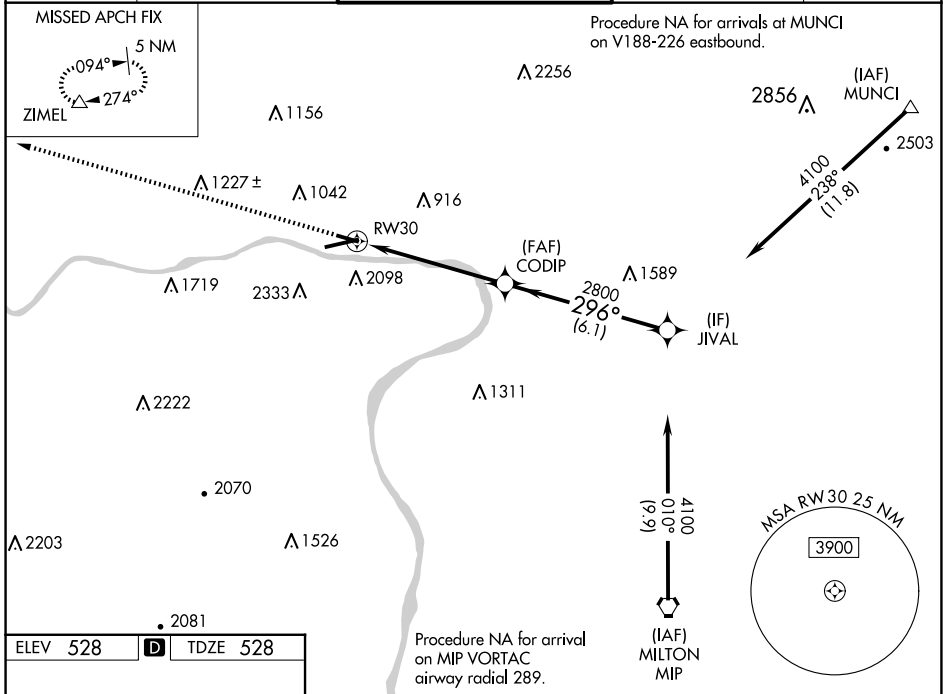 MISSED APCH FIX
5 NM
094°
274°
ZIMEL
Procedure NA for arrivals at MUNCI
on V188-226 eastbound.
2256
(IAF)
MUNCI
2856
1156
2503
4100
238°
(11.8)
1227 ±
1042
916
RW30
(FAF)
CODIP
1589
1719
2333
2098
2800
296°
(6.1)
(IF)
JIVAL
1311
2222
2070
4100
010°
(9.9)
MSA RW30 25 NM
3900
2203
1526
2081
(IAF)
MILTON
MIP
Procedure NA for arrival
on MIP VORTAC
airway radial 289.
ELEV 528 D TDZE 528